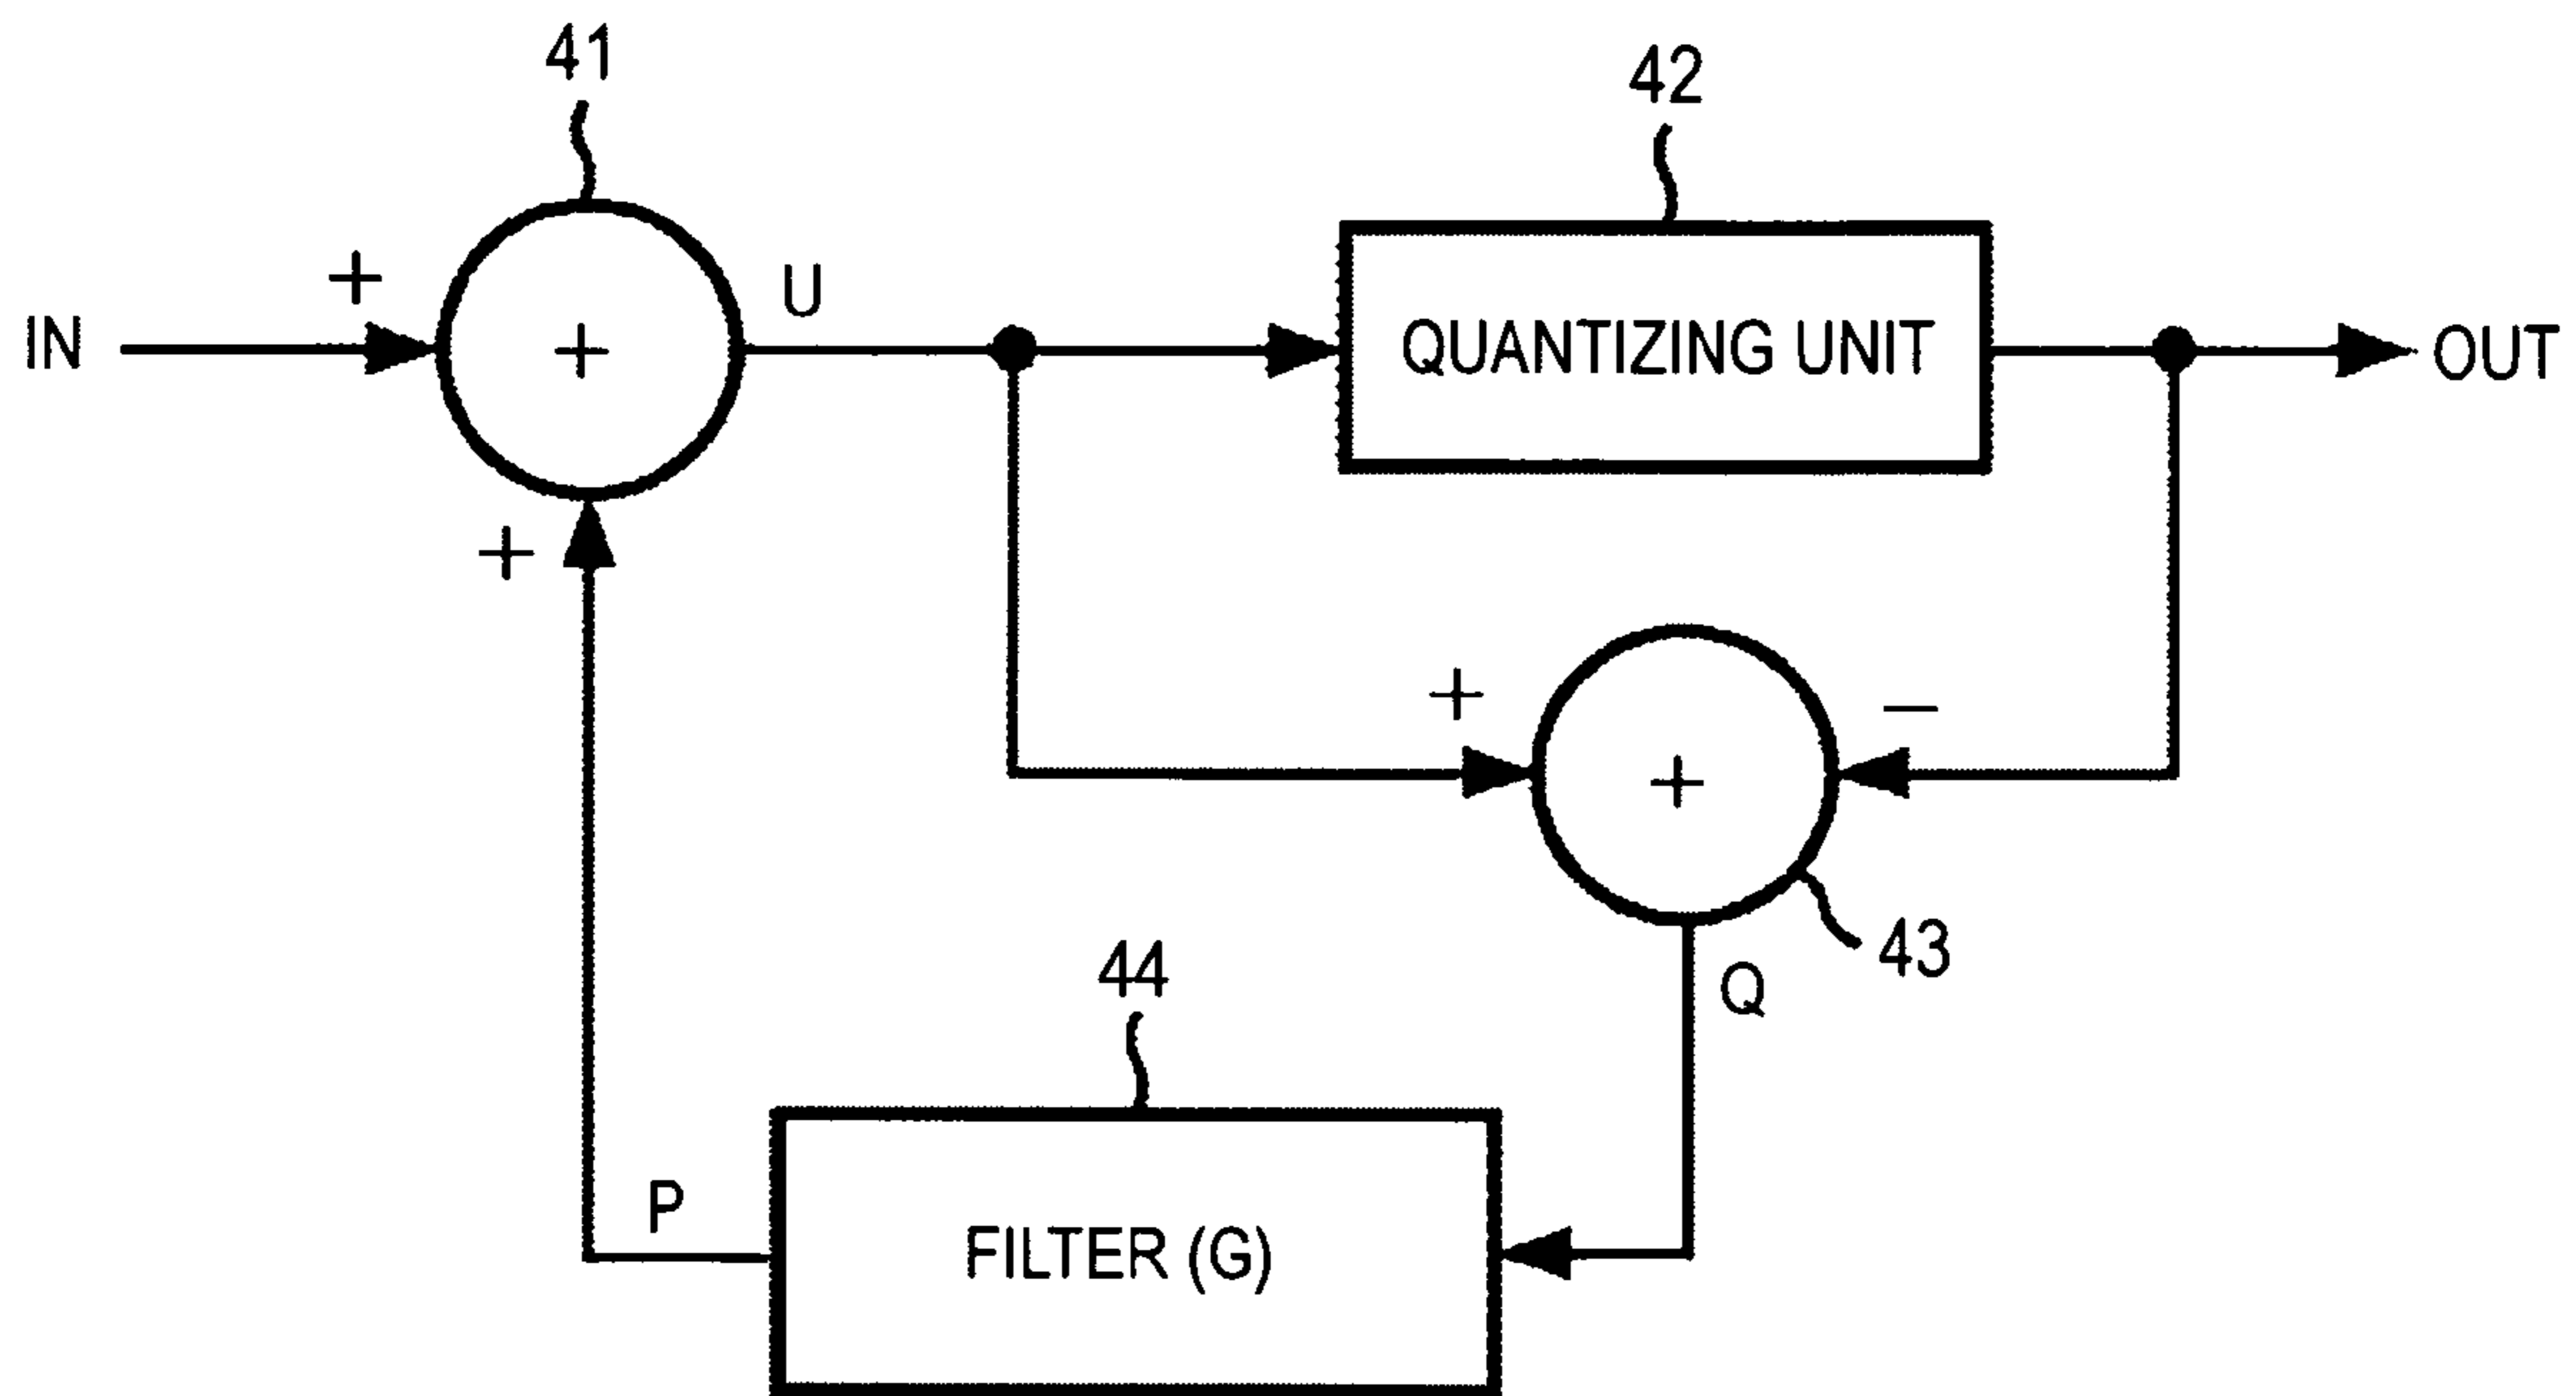 41
42
+
U
IN
+
QUANTIZING UNIT
OUT
+
+
−
+
43
44
Q
P
FILTER (G)